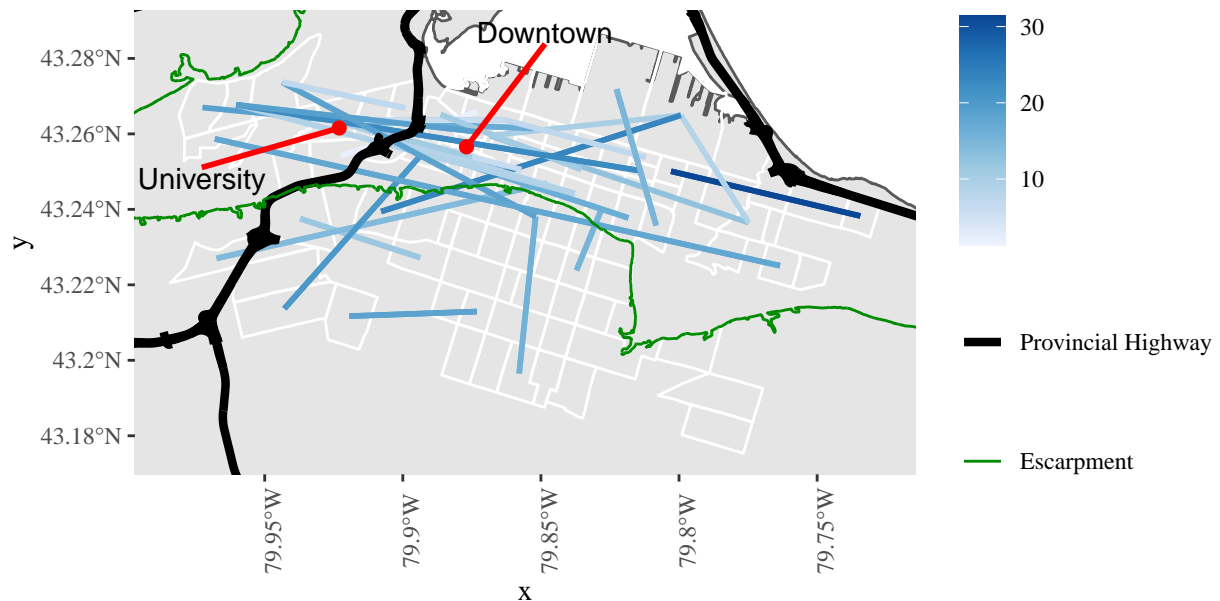 Downtown
University
43.28°N
43.26°N
43.24°N
43.22°N
43.2°N
43.18°N
y
79.95°W
79.9°W
79.85°W
79.8°W
79.75°W
x
30
20
10
Provincial Highway
Escarpment